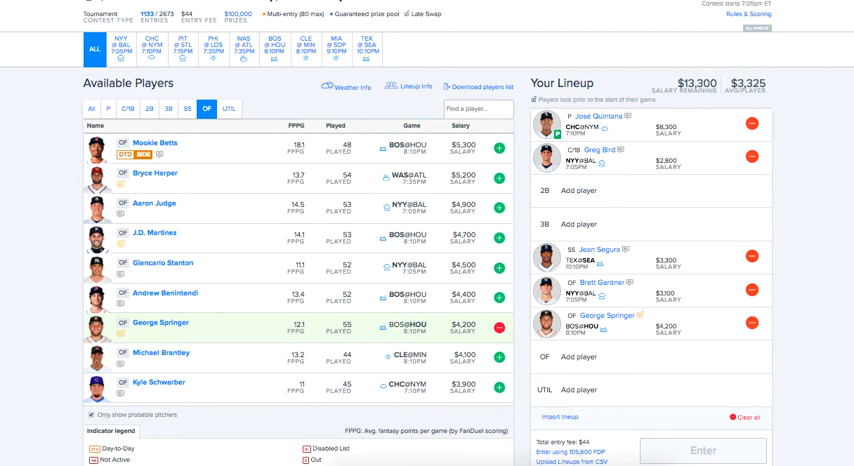 Contest starts 7:05pm ET
Tournament
CONTEST TYPE
1133 / 2673
ENTRIES
$44
ENTRY FEE
$100,000
PRIZES
Multi-entry (80 max)
Guaranteed prize pool
Late Swap
Rules & Scoring
ALL
NYY
@ BAL
7:05PM
CHC
@ NYM
7:10PM
PIT
@ STL
7:15PM
PHI
@ LOS
7:35PM
WAS
@ ATL
7:35PM
BOS
@ HOU
8:10PM
CLE
@ MIN
8:10PM
MIA
@ SDP
9:10PM
TEX
@ SEA
10:10PM
Available Players
Weather Info
Lineup Info
Download players list
All
P
C/1B
2B
3B
SS
OF
UTIL
Find a player...
Name
FPPG
Played
Game
Salary
OF Mookie Betts
DTD SIDE
18.1
FPPG
48
PLAYED
BOS@HOU
8:10PM
$5,300
SALARY
OF Bryce Harper
13.7
FPPG
54
PLAYED
WAS@ATL
7:35PM
$5,200
SALARY
OF Aaron Judge
14.5
FPPG
53
PLAYED
NYY@BAL
7:05PM
$4,900
SALARY
OF J.D. Martinez
14.1
FPPG
53
PLAYED
BOS@HOU
8:10PM
$4,700
SALARY
OF Giancarlo Stanton
11.1
FPPG
52
PLAYED
NYY@BAL
7:05PM
$4,500
SALARY
OF Andrew Benintendi
13.4
FPPG
52
PLAYED
BOS@HOU
8:10PM
$4,400
SALARY
OF George Springer
12.1
FPPG
55
PLAYED
BOS@HOU
8:10PM
$4,200
SALARY
OF Michael Brantley
13.2
FPPG
44
PLAYED
CLE@MIN
8:10PM
$4,100
SALARY
OF Kyle Schwarber
11
FPPG
45
PLAYED
CHC@NYM
7:10PM
$3,900
SALARY
Only show probable pitchers
Indicator legend
FPPG: Avg. fantasy points per game (by FanDuel scoring)
DTD Day-to-Day
Disabled List
Not Active
O Out
Your Lineup
$13,300
SALARY REMAINING
$3,325
AVG/PLAYER
Players lock prior to the start of their game
P José Quintana
P
CHC@NYM
7:10PM
$8,300
SALARY
C/1B Greg Bird
NYY@BAL
7:05PM
$2,800
SALARY
2B Add player
3B Add player
SS Jean Segura
TEX@SEA
10:10PM
$3,300
SALARY
OF Brett Gardner
NYY@BAL
7:05PM
$3,100
SALARY
OF George Springer
BOS@HOU
8:10PM
$4,200
SALARY
OF Add player
UTIL Add player
Import lineup
Clear all
Total entry fee: $44
Enter using 105,600 FDP
Upload Lineups from CSV
Enter